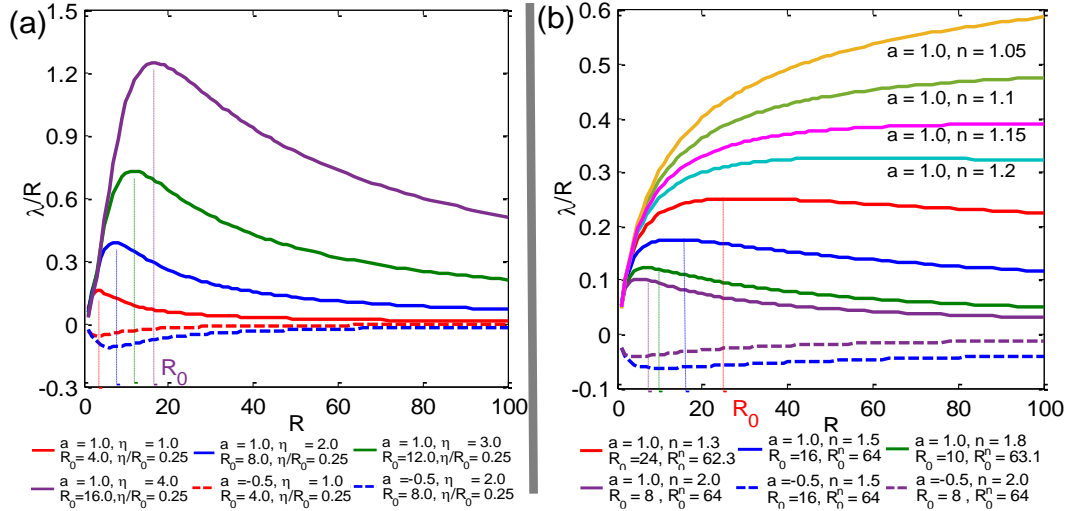 (a)
1.5
1.2
0.9
0.6
0.3
0
-0.3
λ/R
0 20 40 60 80 100
R
R0
a = 1.0, η = 1.0
R0= 4.0, η/R0= 0.25
a = 1.0, η = 2.0
R0= 8.0, η/R0= 0.25
a = 1.0, η = 3.0
R0=12.0, η/R0= 0.25
a = 1.0, η = 4.0
R0=16.0, η/R0= 0.25
a =-0.5, η = 1.0
R0= 4.0, η/R0= 0.25
a =-0.5, η = 2.0
R0= 8.0, η/R0= 0.25
(b)
0.6
0.5
0.4
0.3
0.2
0.1
0
-0.1
λ/R
a = 1.0, n = 1.05
a = 1.0, n = 1.1
a = 1.0, n = 1.15
a = 1.0, n = 1.2
0 20 40 60 80 100
R0
R
a = 1.0, n = 1.3
R0 =24, R0^n = 62.3
a = 1.0, n = 1.5
R0 =16, R0^n = 64
a = 1.0, n = 1.8
R0 =10, R0^n = 63.1
a = 1.0, n = 2.0
R0 = 8 , R0^n = 64
a =-0.5, n = 1.5
R0 =16, R0^n = 64
a =-0.5, n = 2.0
R0 = 8 , R0^n = 64